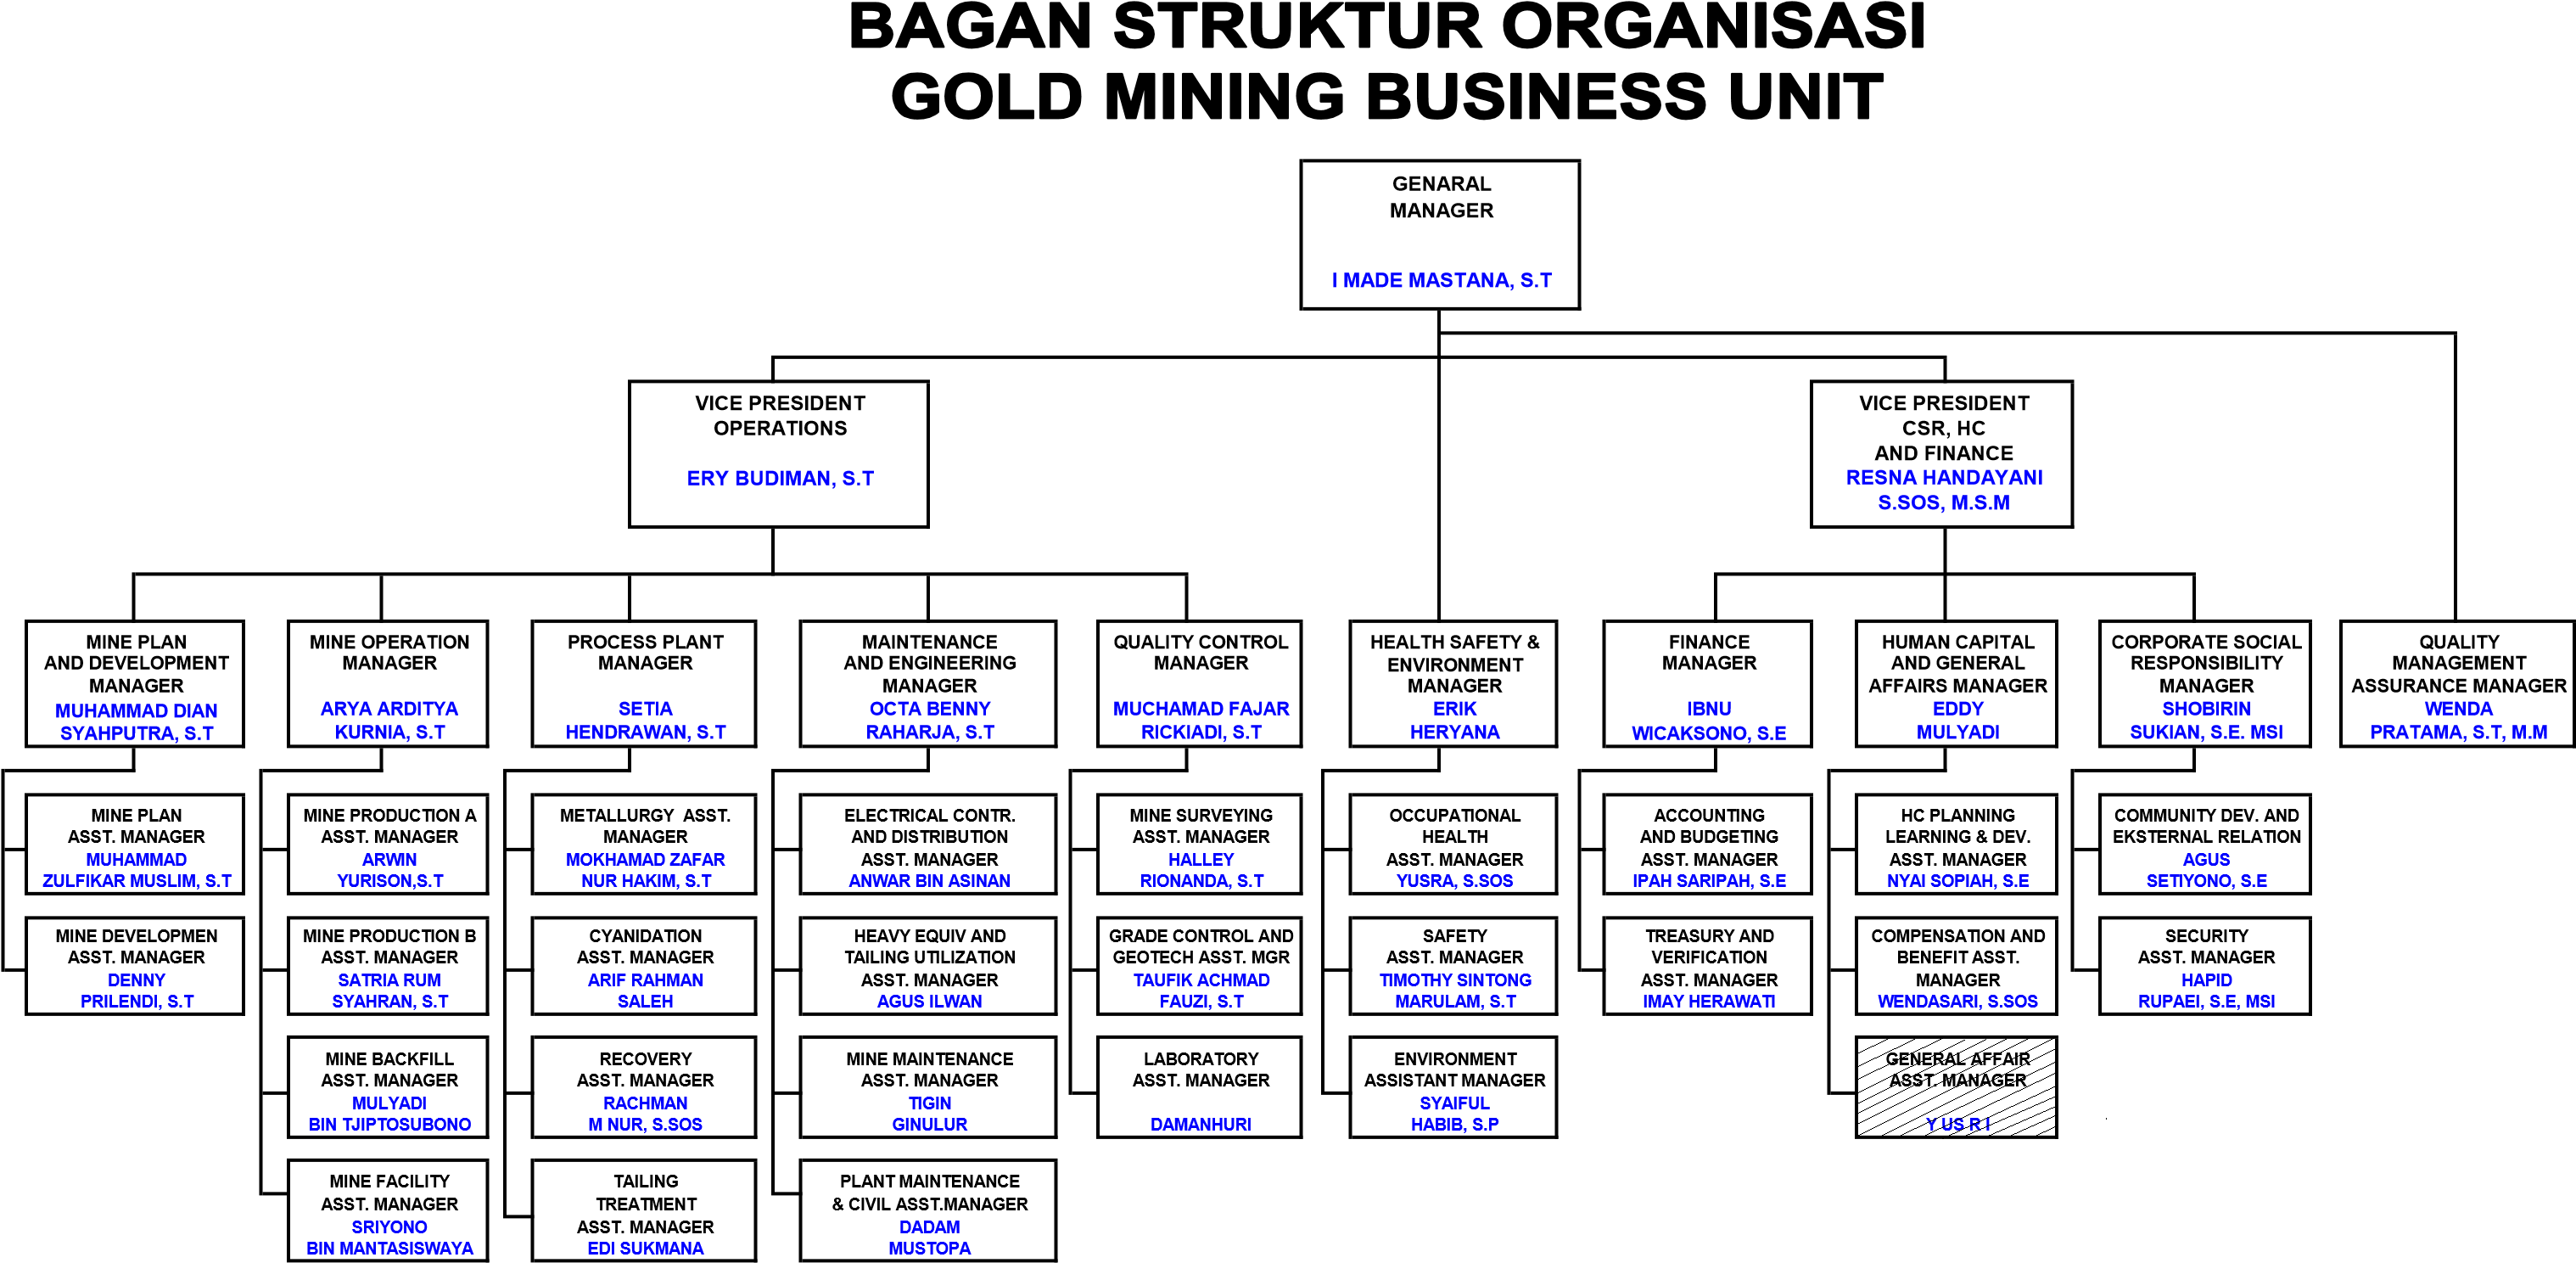 BAGAN STRUKTUR ORGANISASI
GOLD MINING BUSINESS UNIT
GENARAL
MANAGER
I MADE MASTANA, S.T
VICE PRESIDENT
OPERATIONS
ERY BUDIMAN, S.T
VICE PRESIDENT
CSR, HC
AND FINANCE
RESNA HANDAYANI
S.SOS, M.S.M
MINE PLAN
AND DEVELOPMENT
MANAGER
MUHAMMAD DIAN
SYAHPUTRA, S.T
MINE OPERATION
MANAGER
ARYA ARDITYA
KURNIA, S.T
PROCESS PLANT
MANAGER
SETIA
HENDRAWAN, S.T
MAINTENANCE
AND ENGINEERING
MANAGER
OCTA BENNY
RAHARJA, S.T
QUALITY CONTROL
MANAGER
MUCHAMAD FAJAR
RICKIADI, S.T
HEALTH SAFETY &
ENVIRONMENT
MANAGER
ERIK
HERYANA
FINANCE
MANAGER
IBNU
WICAKSONO, S.E
HUMAN CAPITAL
AND GENERAL
AFFAIRS MANAGER
EDDY
MULYADI
CORPORATE SOCIAL
RESPONSIBILITY
MANAGER
SHOBIRIN
SUKIAN, S.E. MSI
QUALITY
MANAGEMENT
ASSURANCE MANAGER
WENDA
PRATAMA, S.T, M.M
MINE PLAN
ASST. MANAGER
MUHAMMAD
ZULFIKAR MUSLIM, S.T
MINE PRODUCTION A
ASST. MANAGER
ARWIN
YURISON,S.T
METALLURGY ASST.
MANAGER
MOKHAMAD ZAFAR
NUR HAKIM, S.T
ELECTRICAL CONTR.
AND DISTRIBUTION
ASST. MANAGER
ANWAR BIN ASINAN
MINE SURVEYING
ASST. MANAGER
HALLEY
RIONANDA, S.T
OCCUPATIONAL
HEALTH
ASST. MANAGER
YUSRA, S.SOS
ACCOUNTING
AND BUDGETING
ASST. MANAGER
IPAH SARIPAH, S.E
HC PLANNING
LEARNING & DEV.
ASST. MANAGER
NYAI SOPIAH, S.E
COMMUNITY DEV. AND
EKSTERNAL RELATION
AGUS
SETIYONO, S.E
MINE DEVELOPMEN
ASST. MANAGER
DENNY
PRILENDI, S.T
MINE PRODUCTION B
ASST. MANAGER
SATRIA RUM
SYAHRAN, S.T
CYANIDATION
ASST. MANAGER
ARIF RAHMAN
SALEH
HEAVY EQUIV AND
TAILING UTILIZATION
ASST. MANAGER
AGUS ILWAN
GRADE CONTROL AND
GEOTECH ASST. MGR
TAUFIK ACHMAD
FAUZI, S.T
SAFETY
ASST. MANAGER
TIMOTHY SINTONG
MARULAM, S.T
TREASURY AND
VERIFICATION
ASST. MANAGER
IMAY HERAWATI
COMPENSATION AND
BENEFIT ASST.
MANAGER
WENDASARI, S.SOS
SECURITY
ASST. MANAGER
HAPID
RUPAEI, S.E, MSI
MINE BACKFILL
ASST. MANAGER
MULYADI
BIN TJIPTOSUBONO
RECOVERY
ASST. MANAGER
RACHMAN
M NUR, S.SOS
MINE MAINTENANCE
ASST. MANAGER
TIGIN
GINULUR
LABORATORY
ASST. MANAGER
DAMANHURI
ENVIRONMENT
ASSISTANT MANAGER
SYAIFUL
HABIB, S.P
GENERAL AFFAIR
ASST. MANAGER
Y US R I
MINE FACILITY
ASST. MANAGER
SRIYONO
BIN MANTASISWAYA
TAILING
TREATMENT
ASST. MANAGER
EDI SUKMANA
PLANT MAINTENANCE
& CIVIL ASST.MANAGER
DADAM
MUSTOPA